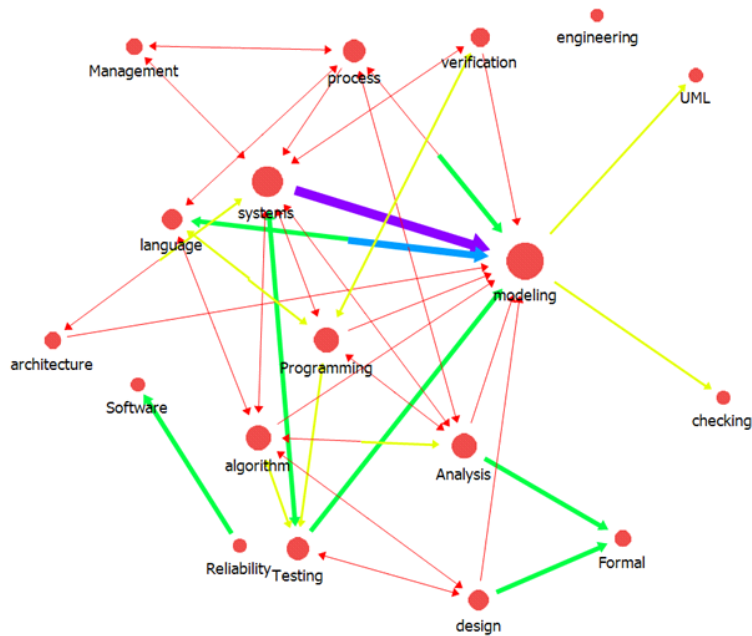 engineering
Management
process
verification
UML
systems
language
modeling
architecture
Programming
Software
checking
algorithm
Analysis
Reliability
Testing
Formal
design